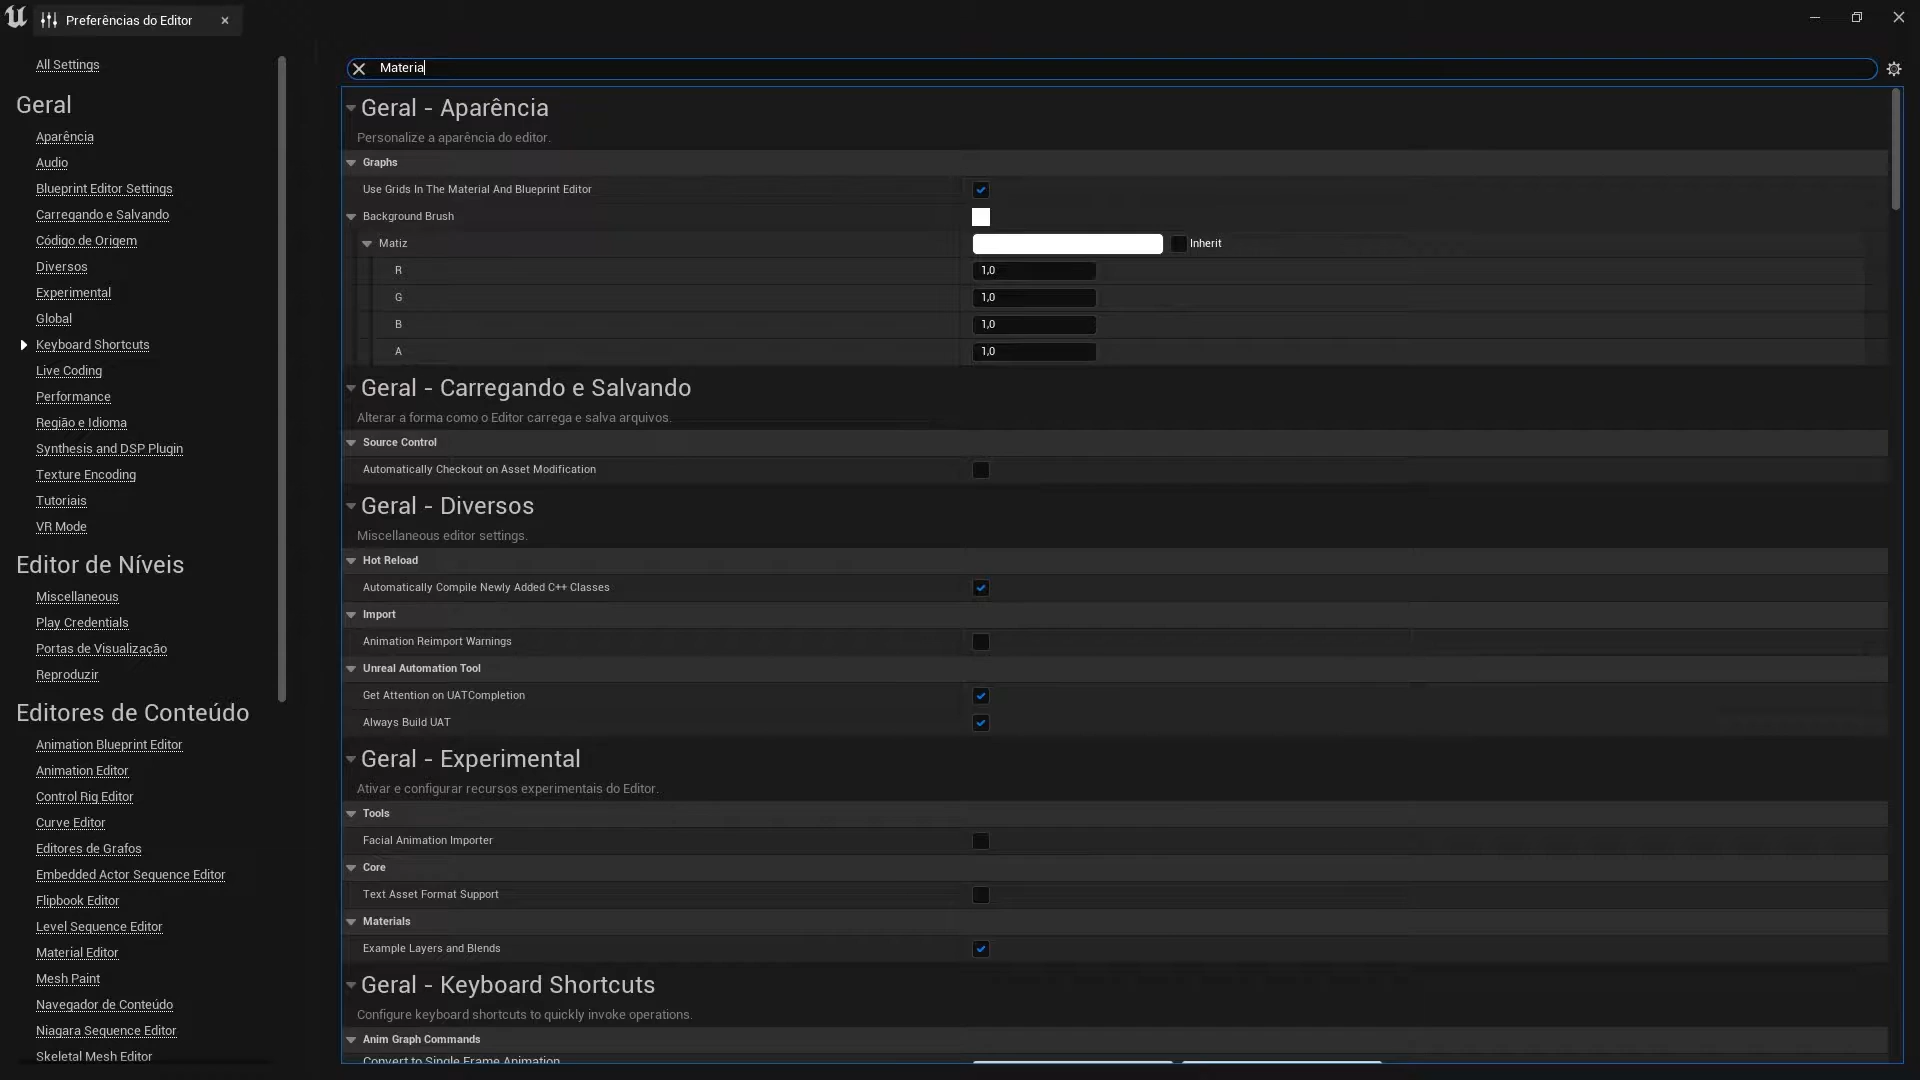 Preferências do Editor
All Settings
Geral
Aparência
Audio
Blueprint Editor Settings
Carregando e Salvando
Código de Origem
Diversos
Experimental
Global
Keyboard Shortcuts
Live Coding
Performance
Região e Idioma
Synthesis and DSP Plugin
Texture Encoding
Tutoriais
VR Mode
Editor de Níveis
Miscellaneous
Play Credentials
Portas de Visualização
Reproduzir
Editores de Conteúdo
Animation Blueprint Editor
Animation Editor
Control Rig Editor
Curve Editor
Editores de Grafos
Embedded Actor Sequence Editor
Flipbook Editor
Level Sequence Editor
Material Editor
Mesh Paint
Navegador de Conteúdo
Niagara Sequence Editor
Skeletal Mesh Editor
Materia
Geral - Aparência
Personalize a aparência do editor.
Graphs
Use Grids In The Material And Blueprint Editor
Background Brush
Matiz
Inherit
R 1,0
G 1,0
B 1,0
A 1,0
Geral - Carregando e Salvando
Alterar a forma como o Editor carrega e salva arquivos.
Source Control
Automatically Checkout on Asset Modification
Geral - Diversos
Miscellaneous editor settings.
Hot Reload
Automatically Compile Newly Added C++ Classes
Import
Animation Reimport Warnings
Unreal Automation Tool
Get Attention on UATCompletion
Always Build UAT
Geral - Experimental
Ativar e configurar recursos experimentais do Editor.
Tools
Facial Animation Importer
Core
Text Asset Format Support
Materials
Example Layers and Blends
Geral - Keyboard Shortcuts
Configure keyboard shortcuts to quickly invoke operations.
Anim Graph Commands
Convert to Single Frame Animation